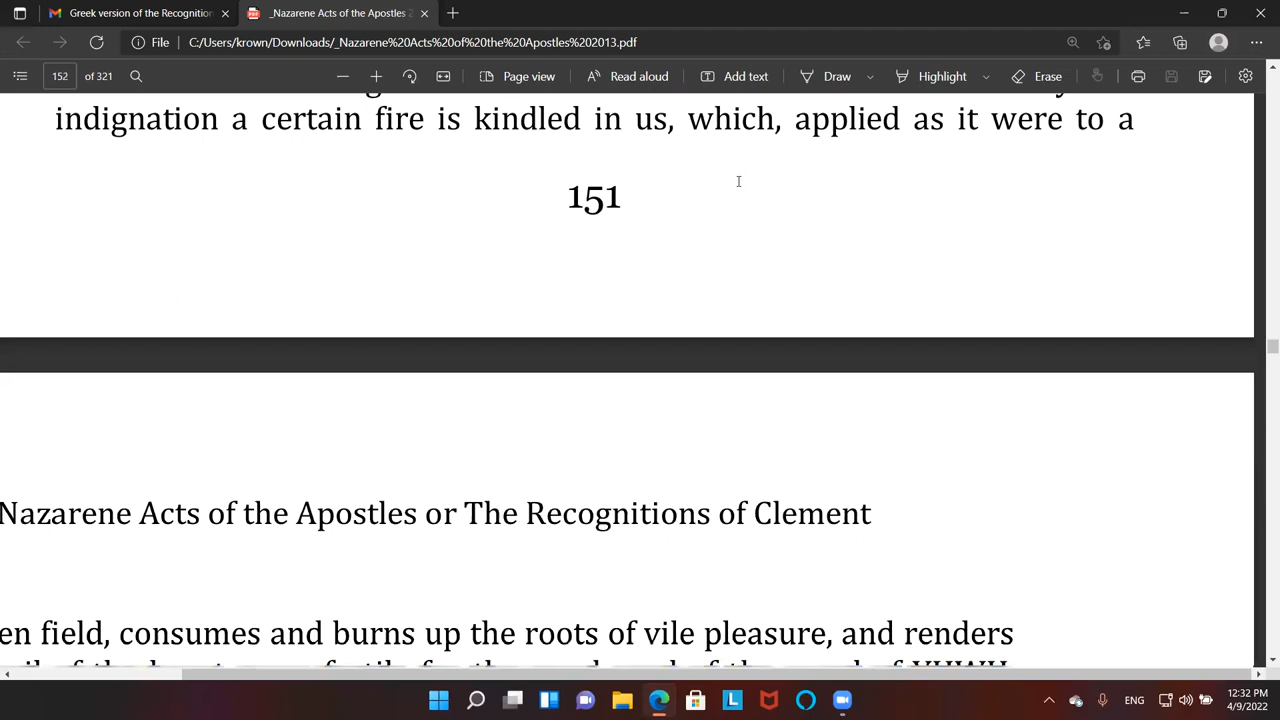 Greek version of the Recognition
_Nazarene Acts of the Apostles 2
File
C:/Users/krown/Downloads/_Nazarene%20Acts%20of%20the%20Apostles%202013.pdf
152 of 321
Page view
Read aloud
Add text
Draw
Highlight
Erase
indignation a certain fire is kindled in us, which, applied as it were to a
151
Nazarene Acts of the Apostles or The Recognitions of Clement
en field, consumes and burns up the roots of vile pleasure, and renders
ENG
12:32 PM
4/9/2022